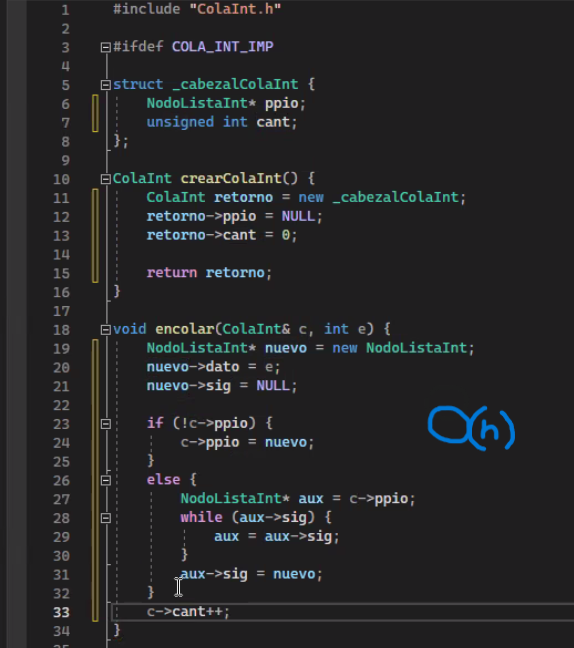 1 #include "ColaInt.h"
2
3 #ifdef COLA_INT_IMP
4
5 struct _cabezalColaInt {
6 NodoListaInt* ppio;
7 unsigned int cant;
8 };
9
10 ColaInt crearColaInt() {
11 ColaInt retorno = new _cabezalColaInt;
12 retorno->ppio = NULL;
13 retorno->cant = 0;
14
15 return retorno;
16 }
17
18 void encolar(ColaInt& c, int e) {
19 NodoListaInt* nuevo = new NodoListaInt;
20 nuevo->dato = e;
21 nuevo->sig = NULL;
22
23 if (!c->ppio) {
24 c->ppio = nuevo;
25 }
26 else {
27 NodoListaInt* aux = c->ppio;
28 while (aux->sig) {
29 aux = aux->sig;
30 }
31 aux->sig = nuevo;
32 }
33 c->cant++;
34 }
O(n)